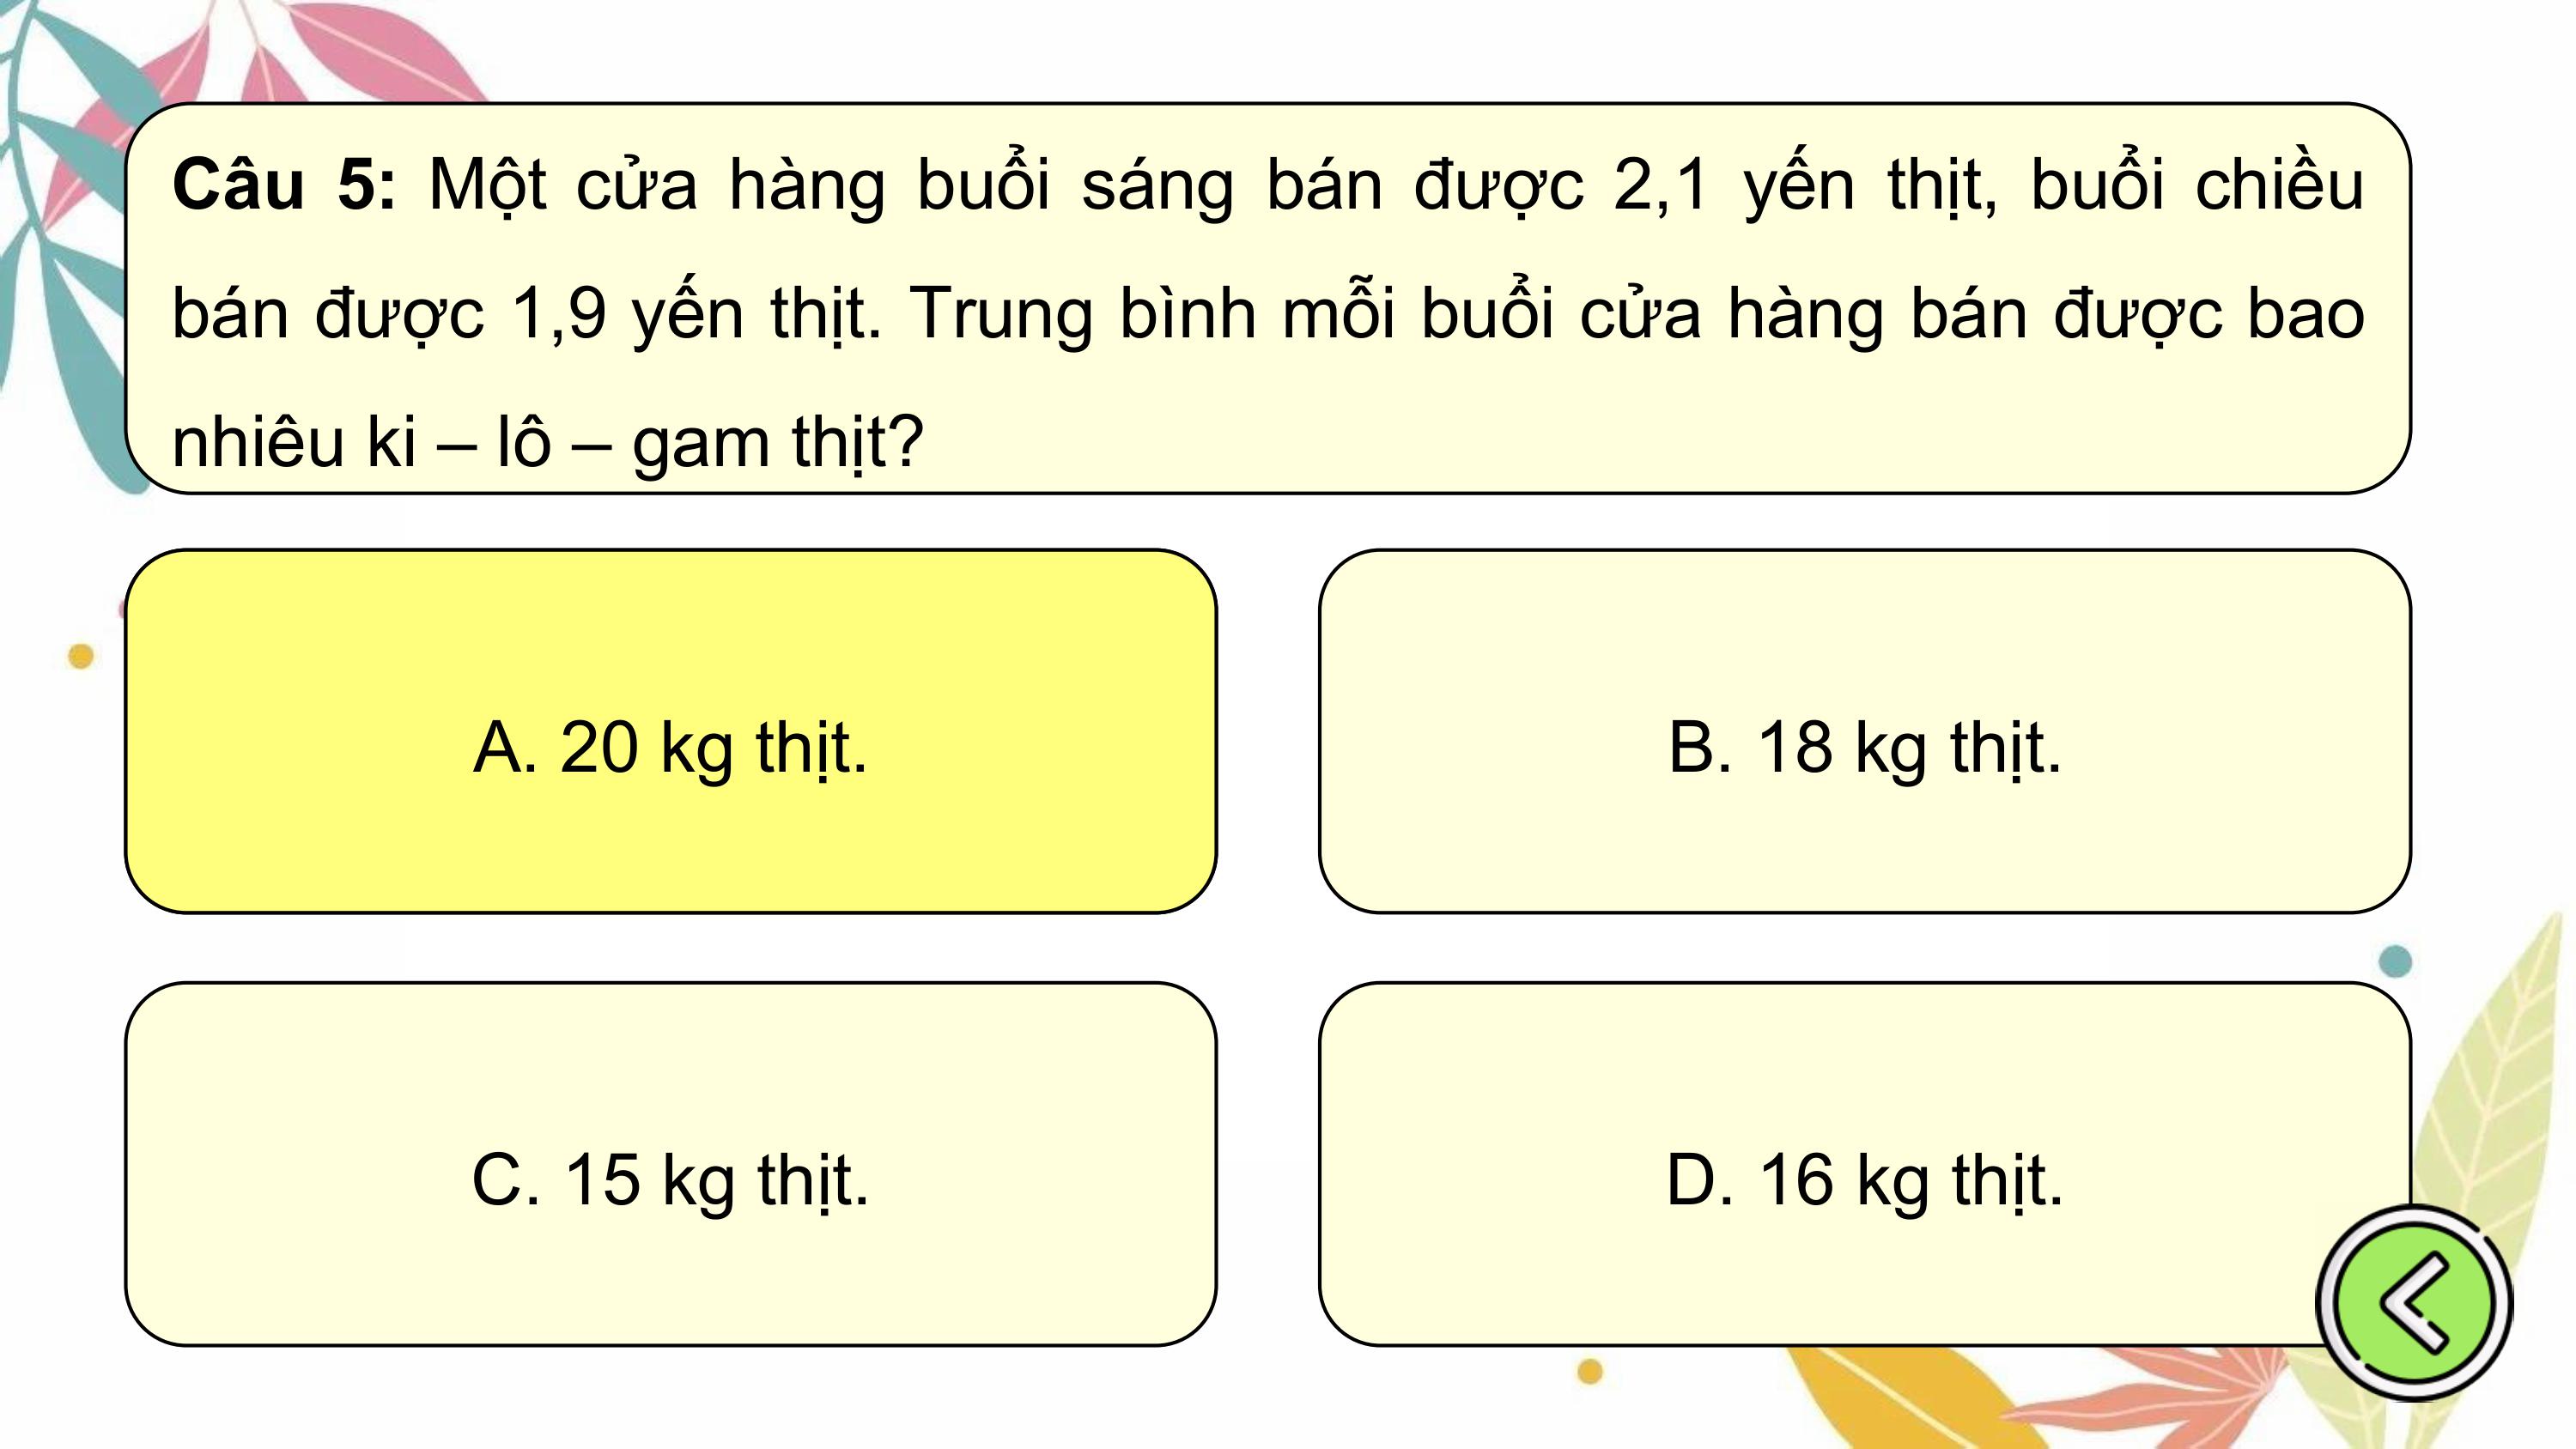 Câu 5: Một cửa hàng buổi sáng bán được 2,1 yến thịt, buổi chiều
bán được 1,9 yến thịt. Trung bình mỗi buổi cửa hàng bán được bao
nhiêu ki – lô – gam thịt?
A. 20 kg thịt.
B. 18 kg thịt.
C. 15 kg thịt.
D. 16 kg thịt.